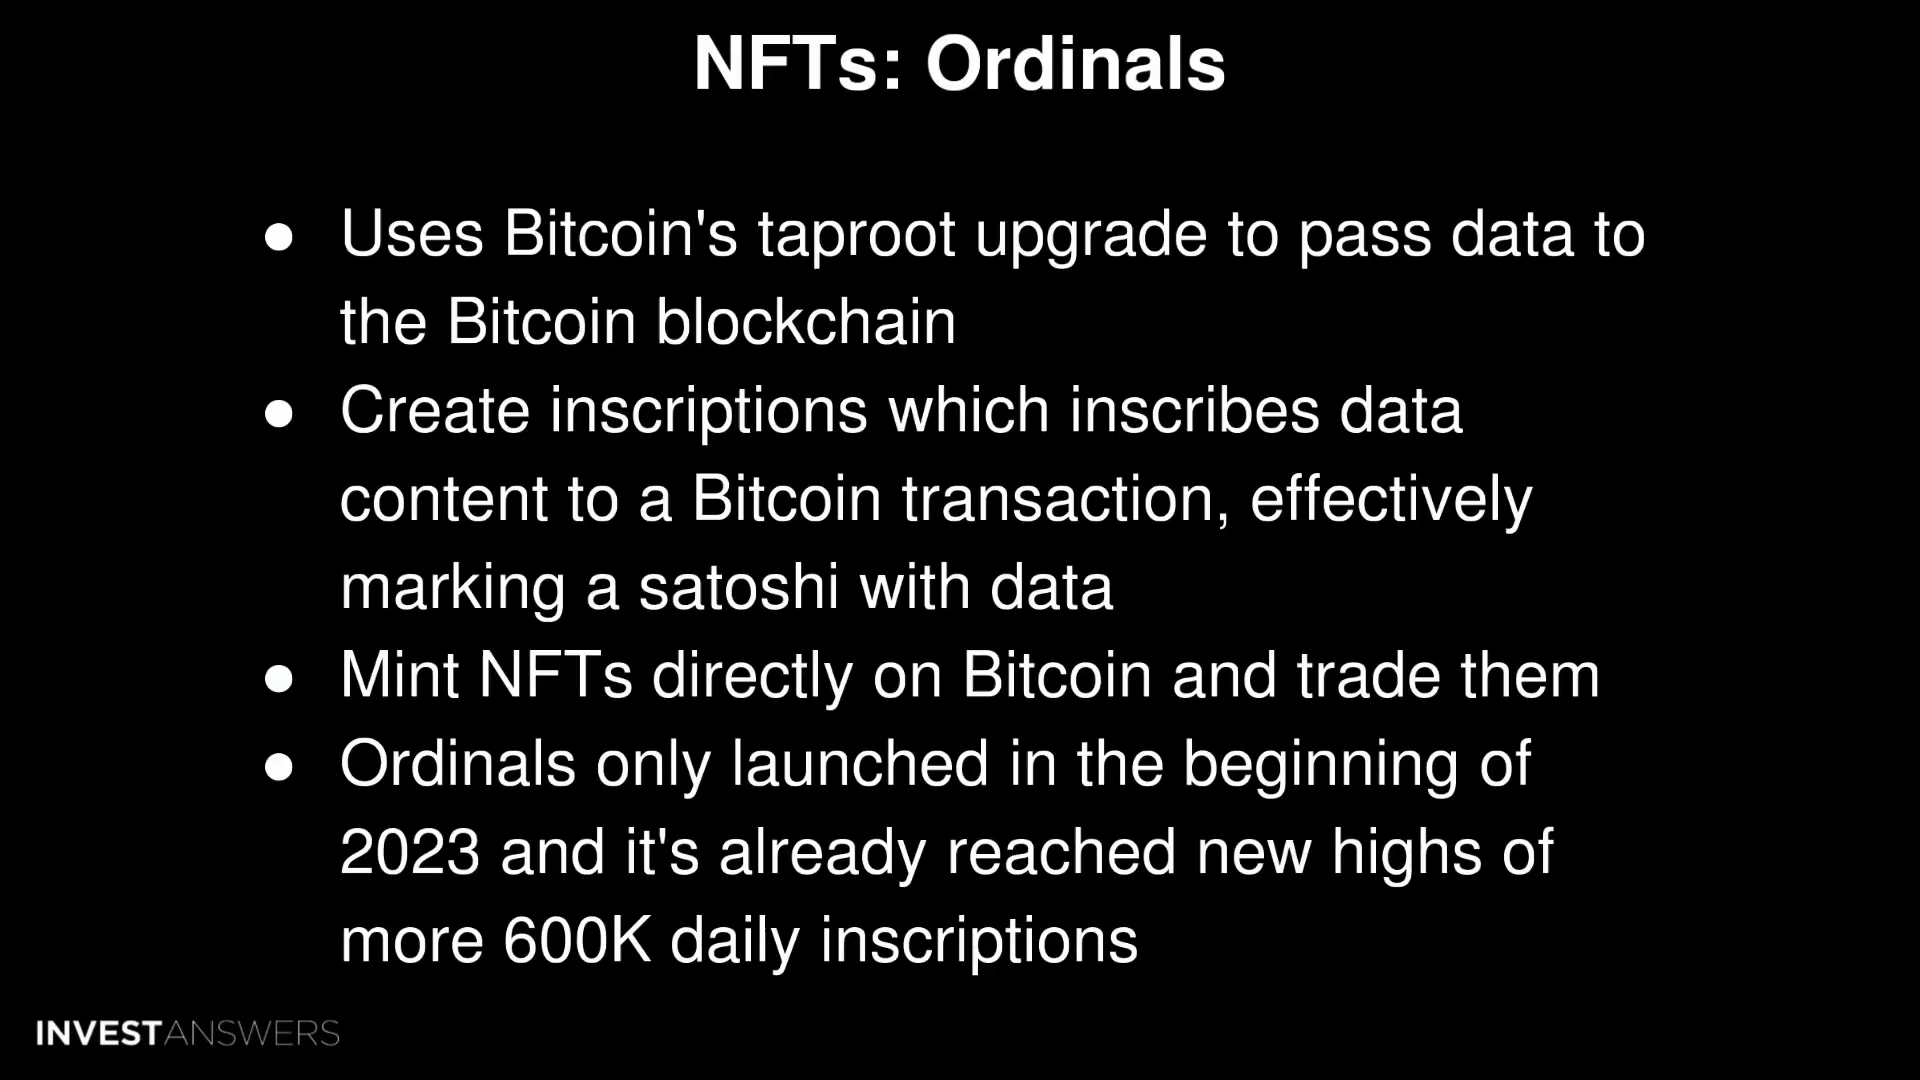 NFTs: Ordinals
● Uses Bitcoin's taproot upgrade to pass data to
the Bitcoin blockchain
● Create inscriptions which inscribes data
content to a Bitcoin transaction, effectively
marking a satoshi with data
● Mint NFTs directly on Bitcoin and trade them
● Ordinals only launched in the beginning of
2023 and it's already reached new highs of
more 600K daily inscriptions
INVESTANSWERS